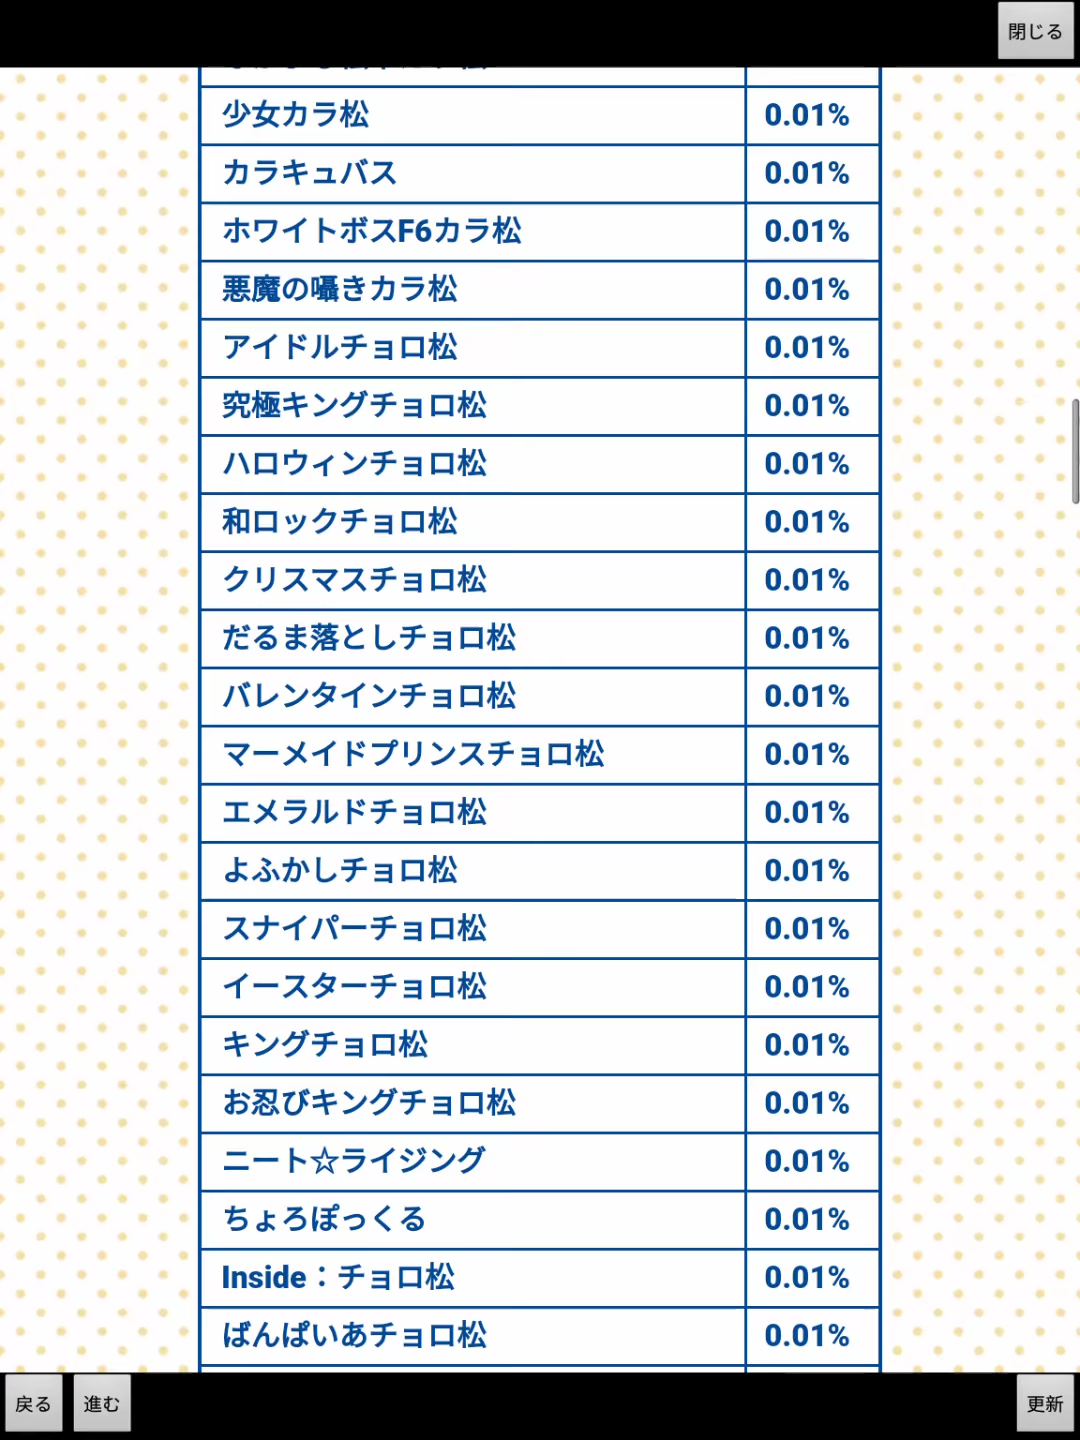 閉じる
少女カラ松 0.01%
カラキュバス 0.01%
ホワイトボスF6カラ松 0.01%
悪魔の囁きカラ松 0.01%
アイドルチョロ松 0.01%
究極キングチョロ松 0.01%
ハロウィンチョロ松 0.01%
和ロックチョロ松 0.01%
クリスマスチョロ松 0.01%
だるま落としチョロ松 0.01%
バレンタインチョロ松 0.01%
マーメイドプリンスチョロ松 0.01%
エメラルドチョロ松 0.01%
よふかしチョロ松 0.01%
スナイパーチョロ松 0.01%
イースターチョロ松 0.01%
キングチョロ松 0.01%
お忍びキングチョロ松 0.01%
ニート☆ライジング 0.01%
ちょろぽっくる 0.01%
Inside：チョロ松 0.01%
ばんぱいあチョロ松 0.01%
戻る 進む 更新